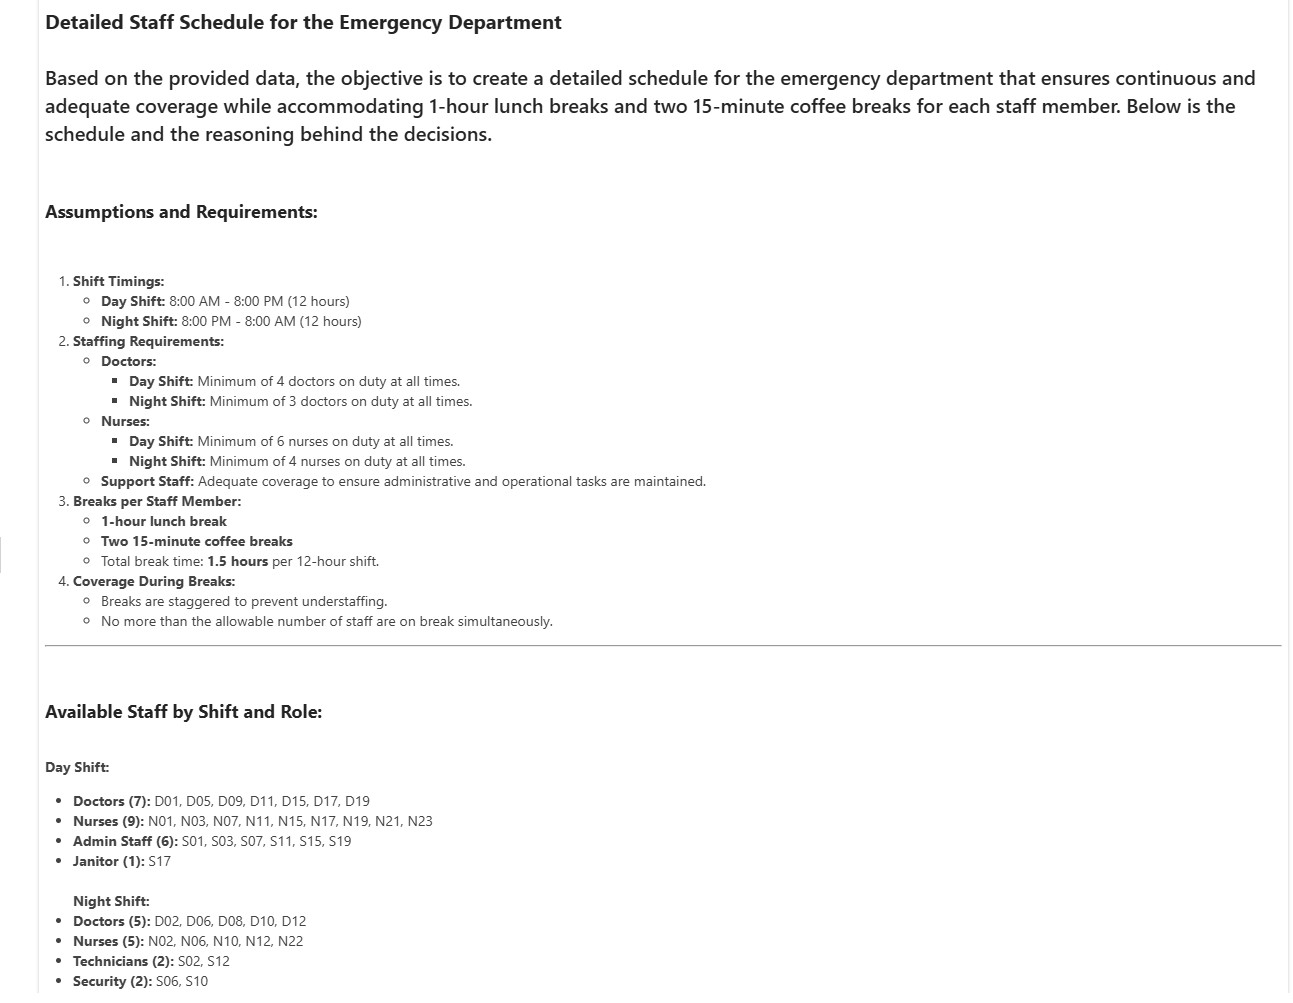 Detailed Staff Schedule for the Emergency Department
Based on the provided data, the objective is to create a detailed schedule for the emergency department that ensures continuous and
adequate coverage while accommodating 1-hour lunch breaks and two 15-minute coffee breaks for each staff member. Below is the
schedule and the reasoning behind the decisions.
Assumptions and Requirements:
1. Shift Timings:
Day Shift: 8:00 AM - 8:00 PM (12 hours)
Night Shift: 8:00 PM - 8:00 AM (12 hours)
2. Staffing Requirements:
Doctors:
Day Shift: Minimum of 4 doctors on duty at all times.
Night Shift: Minimum of 3 doctors on duty at all times.
Nurses:
Day Shift: Minimum of 6 nurses on duty at all times.
Night Shift: Minimum of 4 nurses on duty at all times.
Support Staff: Adequate coverage to ensure administrative and operational tasks are maintained.
3. Breaks per Staff Member:
1-hour lunch break
Two 15-minute coffee breaks
Total break time: 1.5 hours per 12-hour shift.
4. Coverage During Breaks:
Breaks are staggered to prevent understaffing.
No more than the allowable number of staff are on break simultaneously.
Available Staff by Shift and Role:
Day Shift:
Doctors (7): D01, D05, D09, D11, D15, D17, D19
Nurses (9): N01, N03, N07, N11, N15, N17, N19, N21, N23
Admin Staff (6): S01, S03, S07, S11, S15, S19
Janitor (1): S17
Night Shift:
Doctors (5): D02, D06, D08, D10, D12
Nurses (5): N02, N06, N10, N12, N22
Technicians (2): S02, S12
Security (2): S06, S10